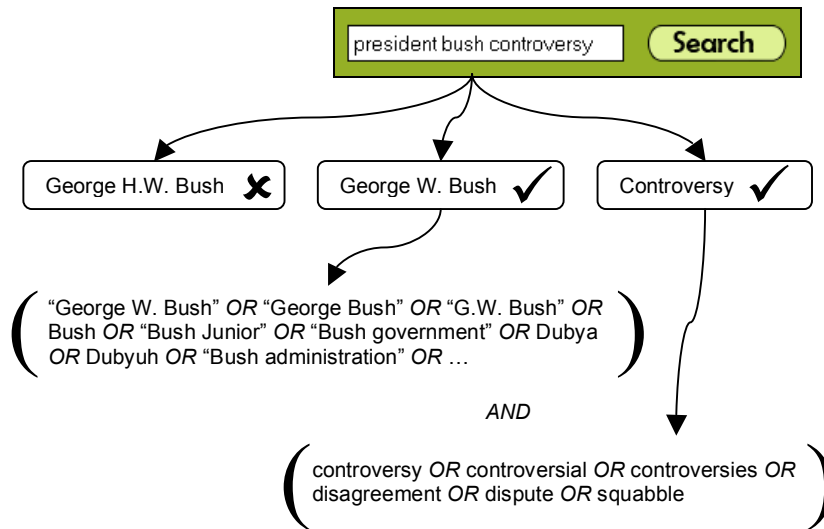 president bush controversy
Search
George H.W. Bush
George W. Bush
Controversy
“George W. Bush” OR “George Bush” OR “G.W. Bush” OR
Bush OR “Bush Junior” OR “Bush government” OR Dubya
OR Dubyuh OR “Bush administration” OR …
AND
controversy OR controversial OR controversies OR
disagreement OR dispute OR squabble